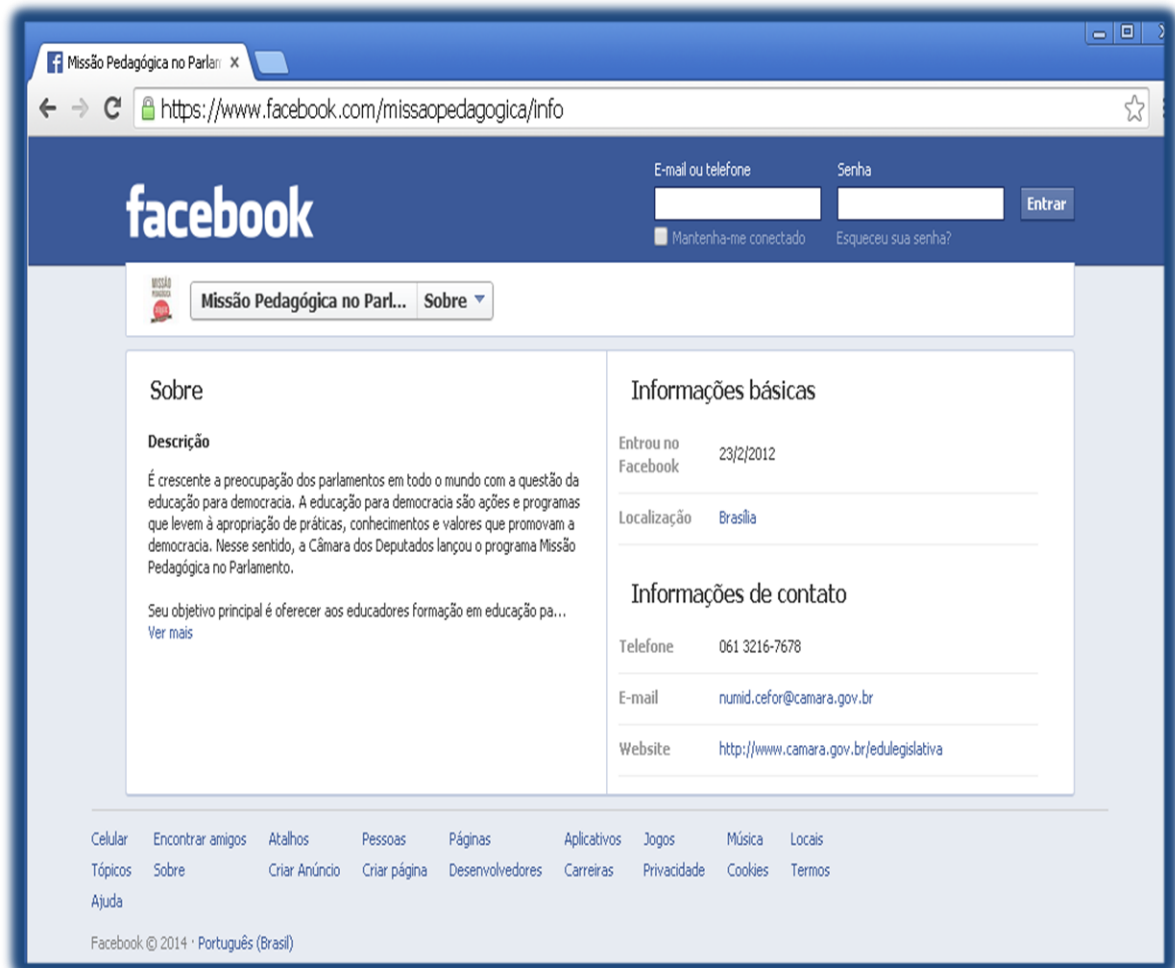 Missão Pedagógica no Parlam
https://www.facebook.com/missaopedagogica/info
facebook
E-mail ou telefone
Senha
Entrar
Mantenha-me conectado
Esqueceu sua senha?
MISSÃO
Missão Pedagógica no Parl...
Sobre
Sobre
Descrição
É crescente a preocupação dos parlamentos em todo o mundo com a questão da
educação para democracia. A educação para democracia são ações e programas
que levem à apropriação de práticas, conhecimentos e valores que promovam a
democracia. Nesse sentido, a Câmara dos Deputados lançou o programa Missão
Pedagógica no Parlamento.
Seu objetivo principal é oferecer aos educadores formação em educação pa...
Ver mais
Informações básicas
Entrou no
Facebook
23/2/2012
Localização Brasília
Informações de contato
Telefone 061 3216-7678
E-mail numid.cefor@camara.gov.br
Website http://www.camara.gov.br/edulegislativa
Celular Encontrar amigos Atalhos Pessoas Páginas Aplicativos Jogos Música Locais
Tópicos Sobre Criar Anúncio Criar página Desenvolvedores Carreiras Privacidade Cookies Termos
Ajuda
Facebook © 2014 · Português (Brasil)